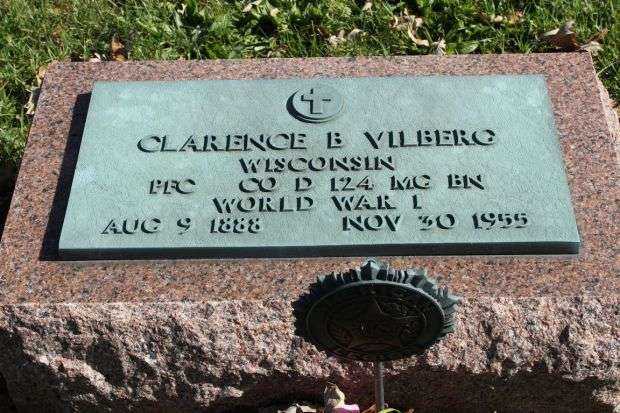 CLARENCE B VILBERG
WISCONSIN
PFC CO D 124 MG BN
WORLD WAR I
AUG 9 1888 NOV 30 1955